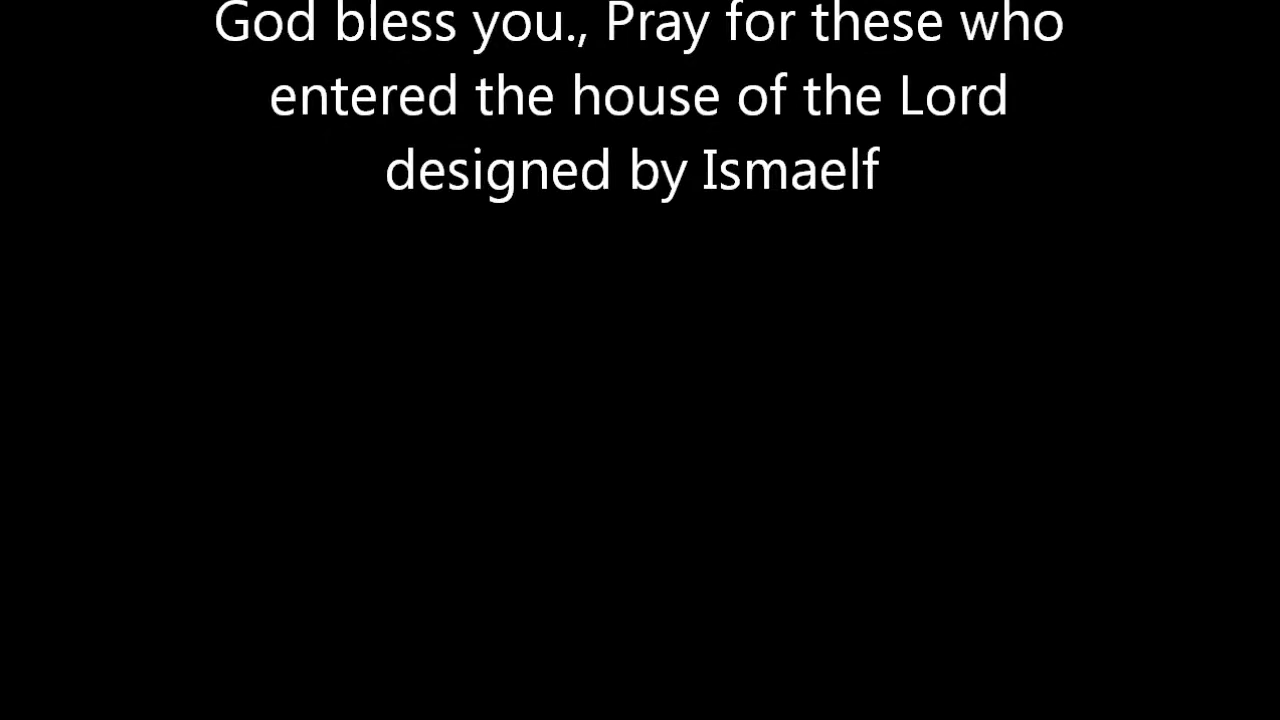 God bless you., Pray for these who
entered the house of the Lord
designed by Ismaelf